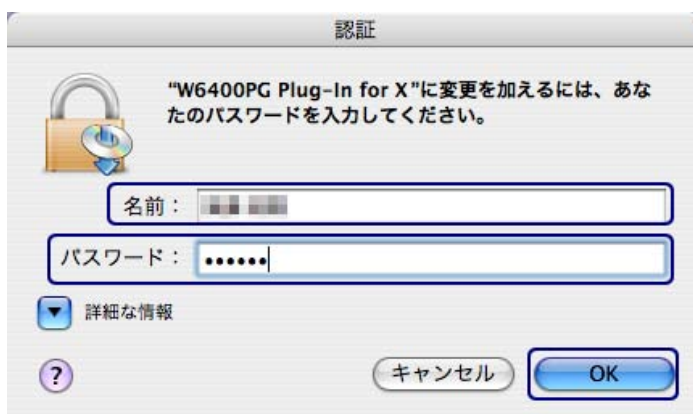 認証
“W6400PG Plug-In for X”に変更を加えるには、あな
たのパスワードを入力してください。
名前：
パスワード： ••••••
詳細な情報
? キャンセル OK